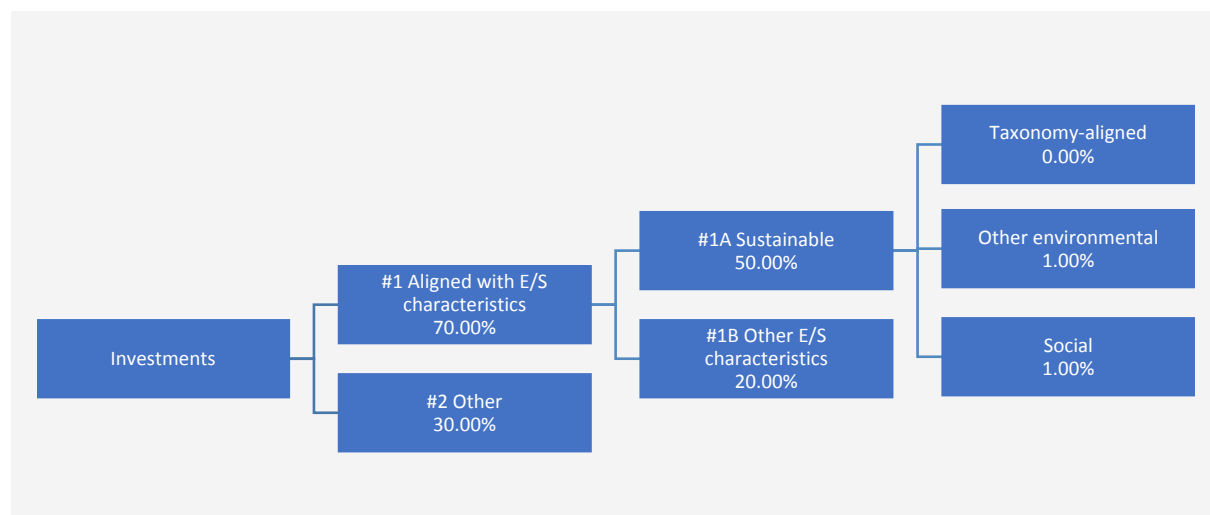 Investments
#1 Aligned with E/S
characteristics
70.00%
#2 Other
30.00%
#1A Sustainable
50.00%
#1B Other E/S
characteristics
20.00%
Taxonomy-aligned
0.00%
Other environmental
1.00%
Social
1.00%